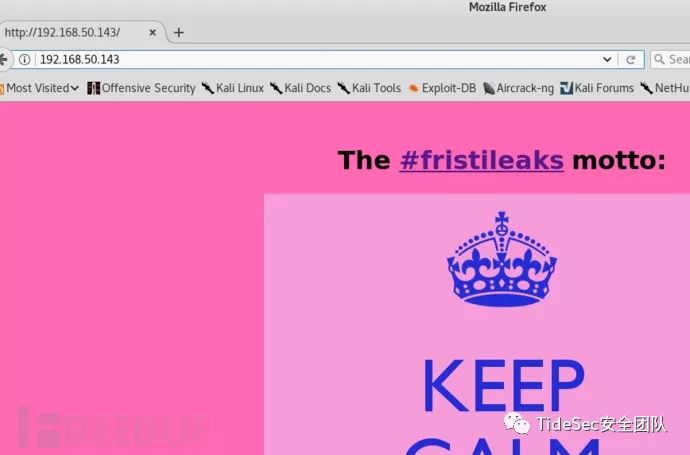 Mozilla Firefox
http://192.168.50.143/
192.168.50.143
Sear
Most Visited Offensive Security Kali Linux Kali Docs Kali Tools Exploit-DB Aircrack-ng Kali Forums NetHu
The #fristileaks motto:
KEEP
CALM
FREEBUF
TideSec安全团队